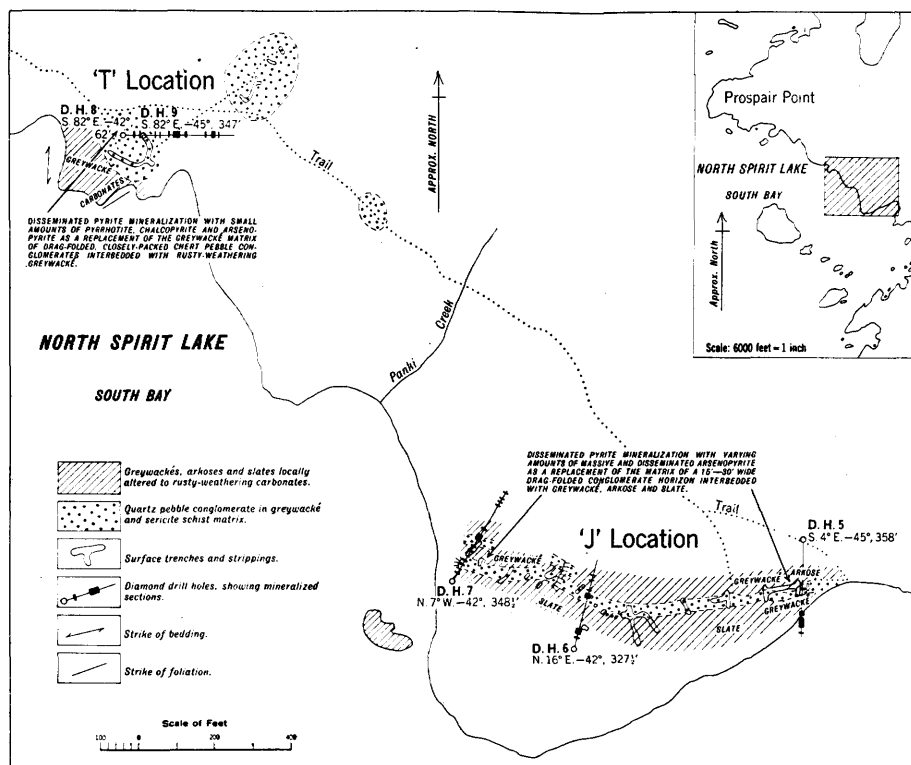 'T' Location
D. H. 8
S. 82° E. –42°
62'
D. H. 9
S. 82° E. –45°, 347'
GREYWACKE
CARBONATES
DISSEMINATED PYRITE MINERALIZATION WITH SMALL
AMOUNTS OF PYRRHOTITE, CHALCOPYRITE AND ARSENO-
PYRITE AS A REPLACEMENT OF THE GREYWACKÉ MATRIX
OF DRAG-FOLDED, CLOSELY-PACKED CHERT PEBBLE CON-
GLOMERATES INTERBEDDED WITH RUSTY-WEATHERING
GREYWACKÉ.
APPROX. NORTH
Trail
Prospair Point
NORTH SPIRIT LAKE
SOUTH BAY
Approx. North
Scale: 6000 feet = 1 inch
NORTH SPIRIT LAKE
SOUTH BAY
Panki Creek
Greywackés, arkoses and slates locally
altered to rusty-weathering carbonates.
Quartz pebble conglomerate in greywacké
and sericite schist matrix.
Surface trenches and strippings.
Diamond drill holes, showing mineralized
sections.
Strike of bedding.
Strike of foliation.
Scale of Feet
100 0 100 200 400
DISSEMINATED PYRITE MINERALIZATION WITH VARYING
AMOUNTS OF MASSIVE AND DISSEMINATED ARSENOPYRITE
AS A REPLACEMENT OF THE MATRIX OF A 15'–30' WIDE
DRAG-FOLDED CONGLOMERATE HORIZON INTERBEDDED
WITH GREYWACKE, ARKOSE AND SLATE.
Trail
'J' Location
D. H. 5
S. 4° E. –45°, 358'
GREYWACKE
GREYWACKE
ARKOSE
GREYWACKE
SLATE
SLATE
D. H. 7
N. 7° W. –42°, 348½'
D. H. 6
N. 16° E. –42°, 327½'